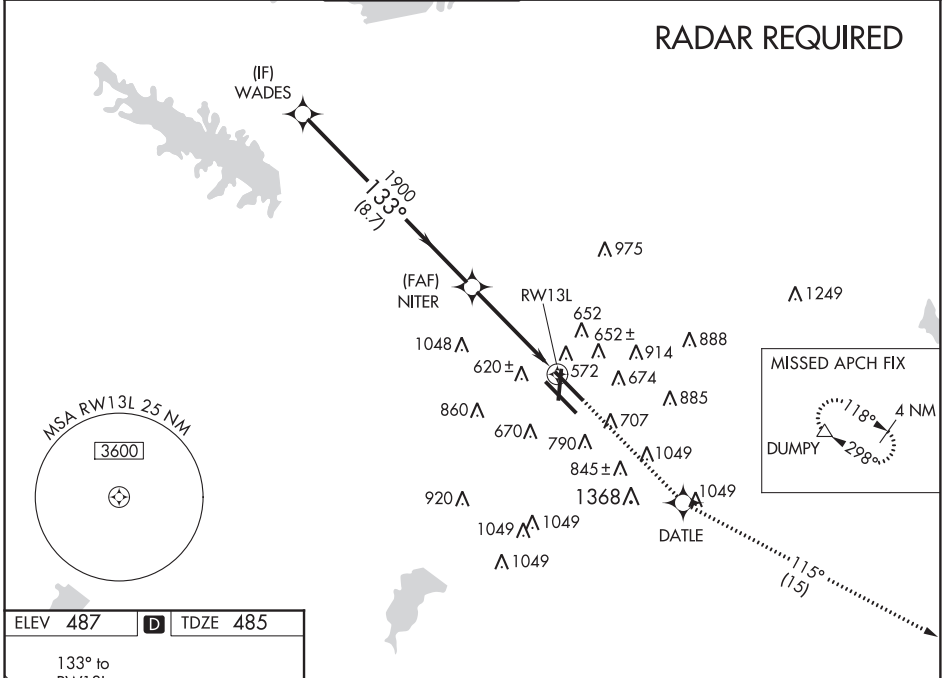 RADAR REQUIRED
(IF)
WADES
1900
133°
(8.7)
(FAF)
NITER
RW13L
975
1249
652
652±
888
1048
914
620±
572
674
885
860
707
670
790
1049
845±
1368
1049
920
1049
1049
1049
DATLE
115°
(15)
MISSED APCH FIX
118°
4 NM
DUMPY
298°
MSA RW13L 25 NM
3600
ELEV 487 D TDZE 485
133° to
RW13L